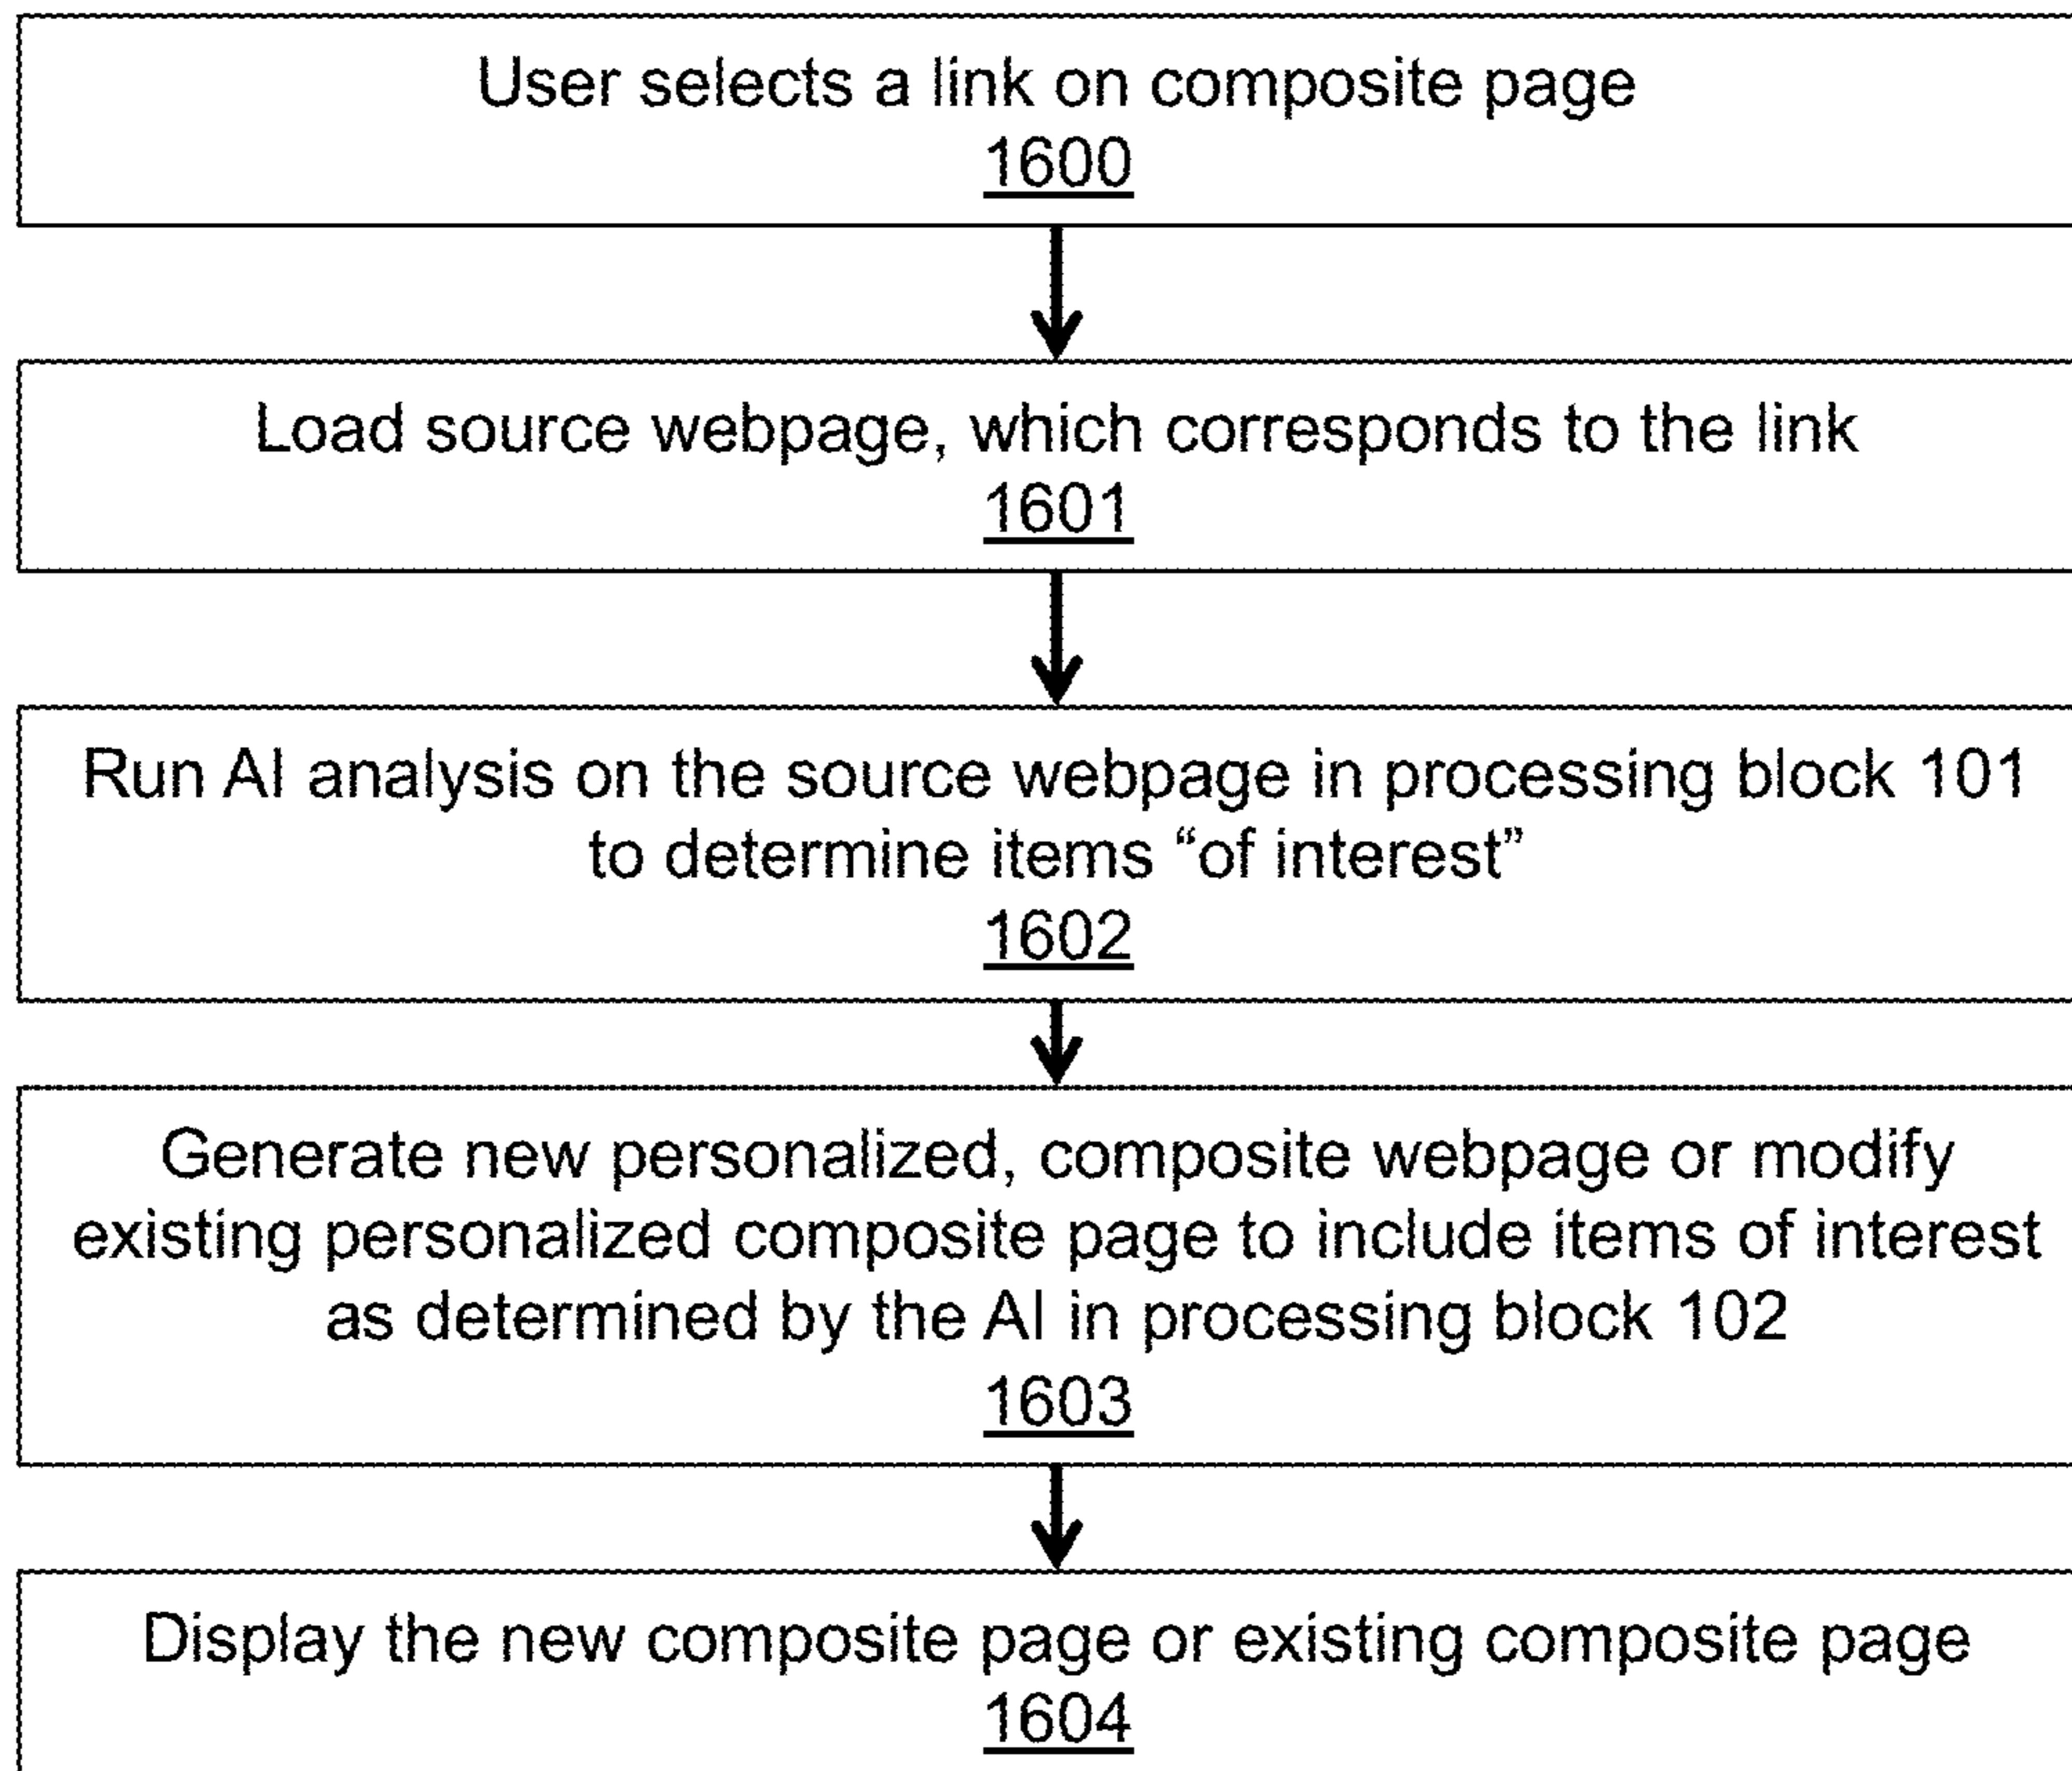 User selects a link on composite page
1600
Load source webpage, which corresponds to the link
1601
Run AI analysis on the source webpage in processing block 101
to determine items “of interest”
1602
Generate new personalized, composite webpage or modify
existing personalized composite page to include items of interest
as determined by the AI in processing block 102
1603
Display the new composite page or existing composite page
1604